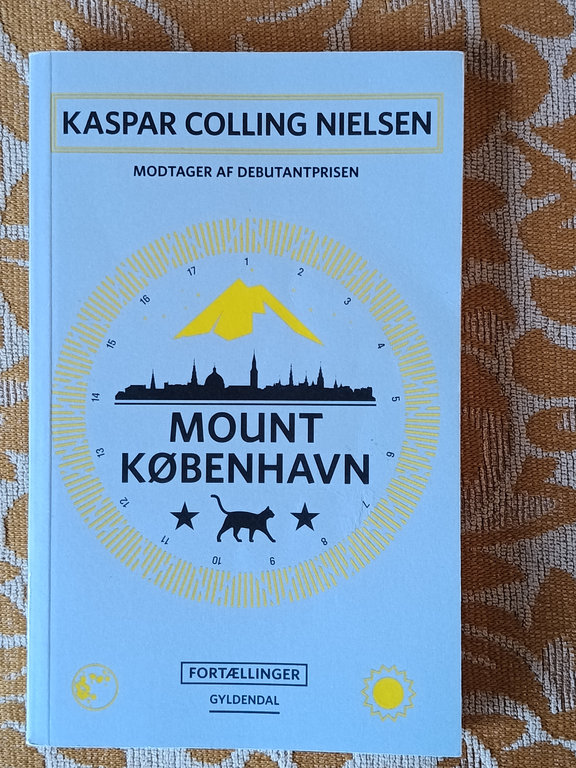 KASPAR COLLING NIELSEN
MODTAGER AF DEBUTANTPRISEN
1
2
3
4
5
6
7
8
9
10
11
12
13
14
15
16
17
MOUNT
KØBENHAVN
FORTÆLLINGER
GYLDENDAL